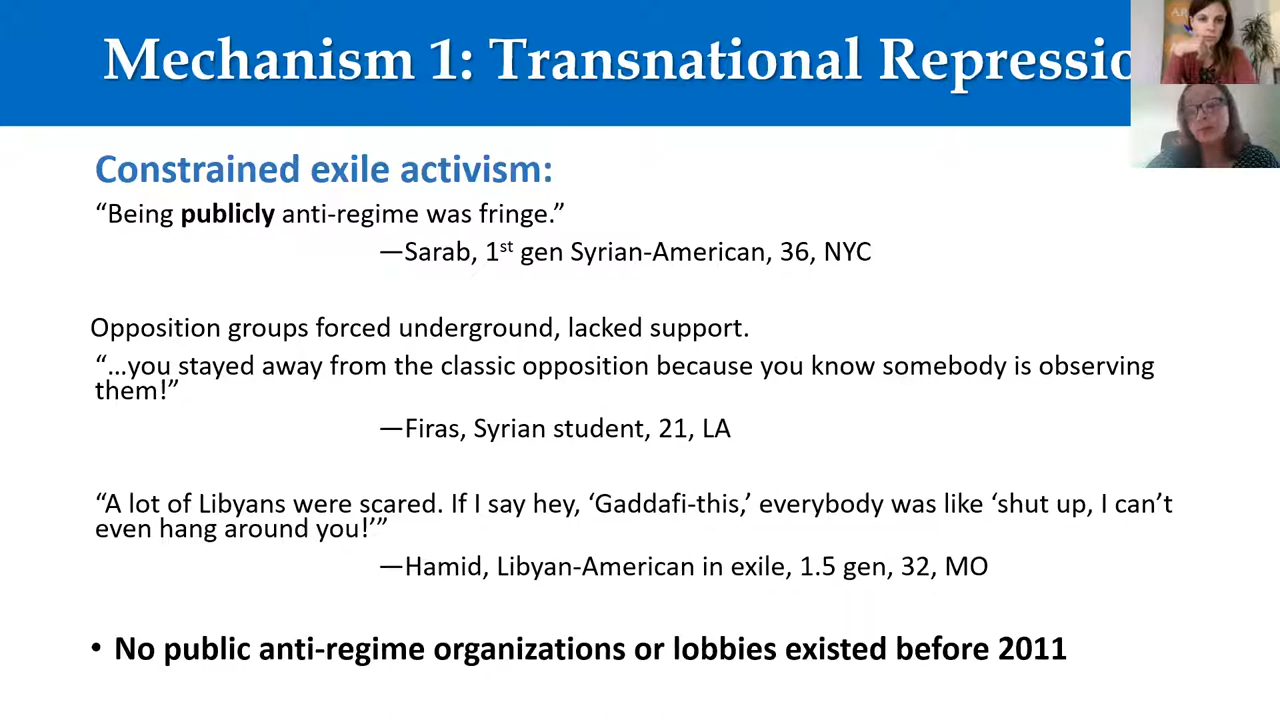 Mechanism 1: Transnational Repressio
Constrained exile activism:
“Being publicly anti-regime was fringe.”
—Sarab, 1st gen Syrian-American, 36, NYC
Opposition groups forced underground, lacked support.
“…you stayed away from the classic opposition because you know somebody is observing
them!”
—Firas, Syrian student, 21, LA
“A lot of Libyans were scared. If I say hey, ‘Gaddafi-this,’ everybody was like ‘shut up, I can’t
even hang around you!’”
—Hamid, Libyan-American in exile, 1.5 gen, 32, MO
• No public anti-regime organizations or lobbies existed before 2011